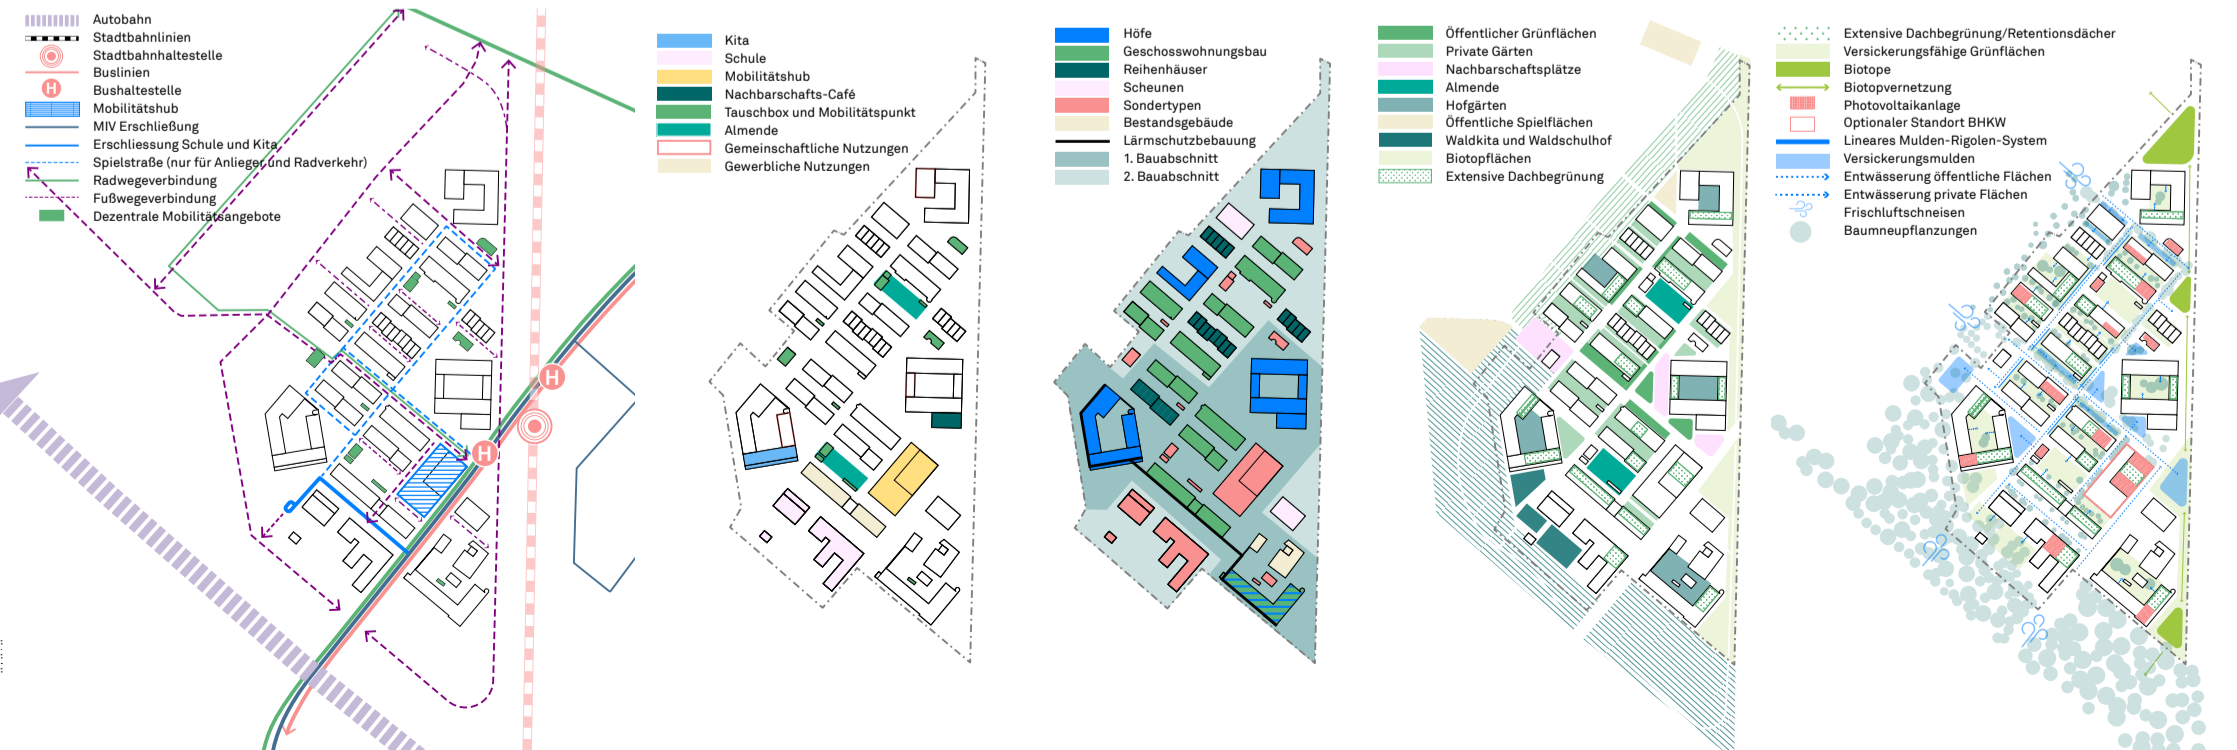 Autobahn
Stadtbahnlinien
Stadtbahnhaltestelle
Buslinien
H Bushaltestelle
Mobilitätshub
MIV Erschließung
Erschliessung Schule und Kita
Spielstraße (nur für Anlieger und Radverkehr)
Radwegeverbindung
Fußwegeverbindung
Dezentrale Mobilitätsangebote
H
H
Kita
Schule
Mobilitätshub
Nachbarschafts-Café
Tauschbox und Mobilitätspunkt
Almende
Gemeinschaftliche Nutzungen
Gewerbliche Nutzungen
Höfe
Geschosswohnungsbau
Reihenhäuser
Scheunen
Sondertypen
Bestandsgebäude
Lärmschutzbebauung
1. Bauabschnitt
2. Bauabschnitt
Öffentlicher Grünflächen
Private Gärten
Nachbarschaftsplätze
Almende
Hofgärten
Öffentliche Spielflächen
Waldkita und Waldschulhof
Biotopflächen
Extensive Dachbegrünung
Extensive Dachbegrünung/Retentionsdächer
Versickerungsfähige Grünflächen
Biotope
Biotopvernetzung
Photovoltaikanlage
Optionaler Standort BHKW
Lineares Mulden-Rigolen-System
Versickerungsmulden
Entwässerung öffentliche Flächen
Entwässerung private Flächen
Frischluftschneisen
Baumneupflanzungen